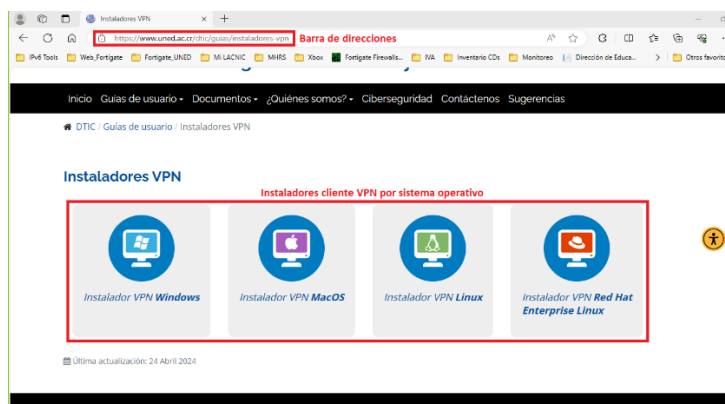 Instaladores VPN
https://www.uned.ac.cr/dtic/guias/instaladores-vpn Barra de direcciones
IPv6 Tools Web_Fortigate Fortigate_UNED MI LACNIC MHRS Xbox Fortigate Firewalls... IVA Inventario CDs Monitoreo Dirección de Educa... Otros favorito
Inicio Guías de usuario Documentos ¿Quiénes somos? Ciberseguridad Contáctenos Sugerencias
DTIC / Guías de usuario / Instaladores VPN
Instaladores VPN
Instaladores cliente VPN por sistema operativo
Instalador VPN Windows
Instalador VPN MacOS
Instalador VPN Linux
Instalador VPN Red Hat
Enterprise Linux
Última actualización: 24 Abril 2024